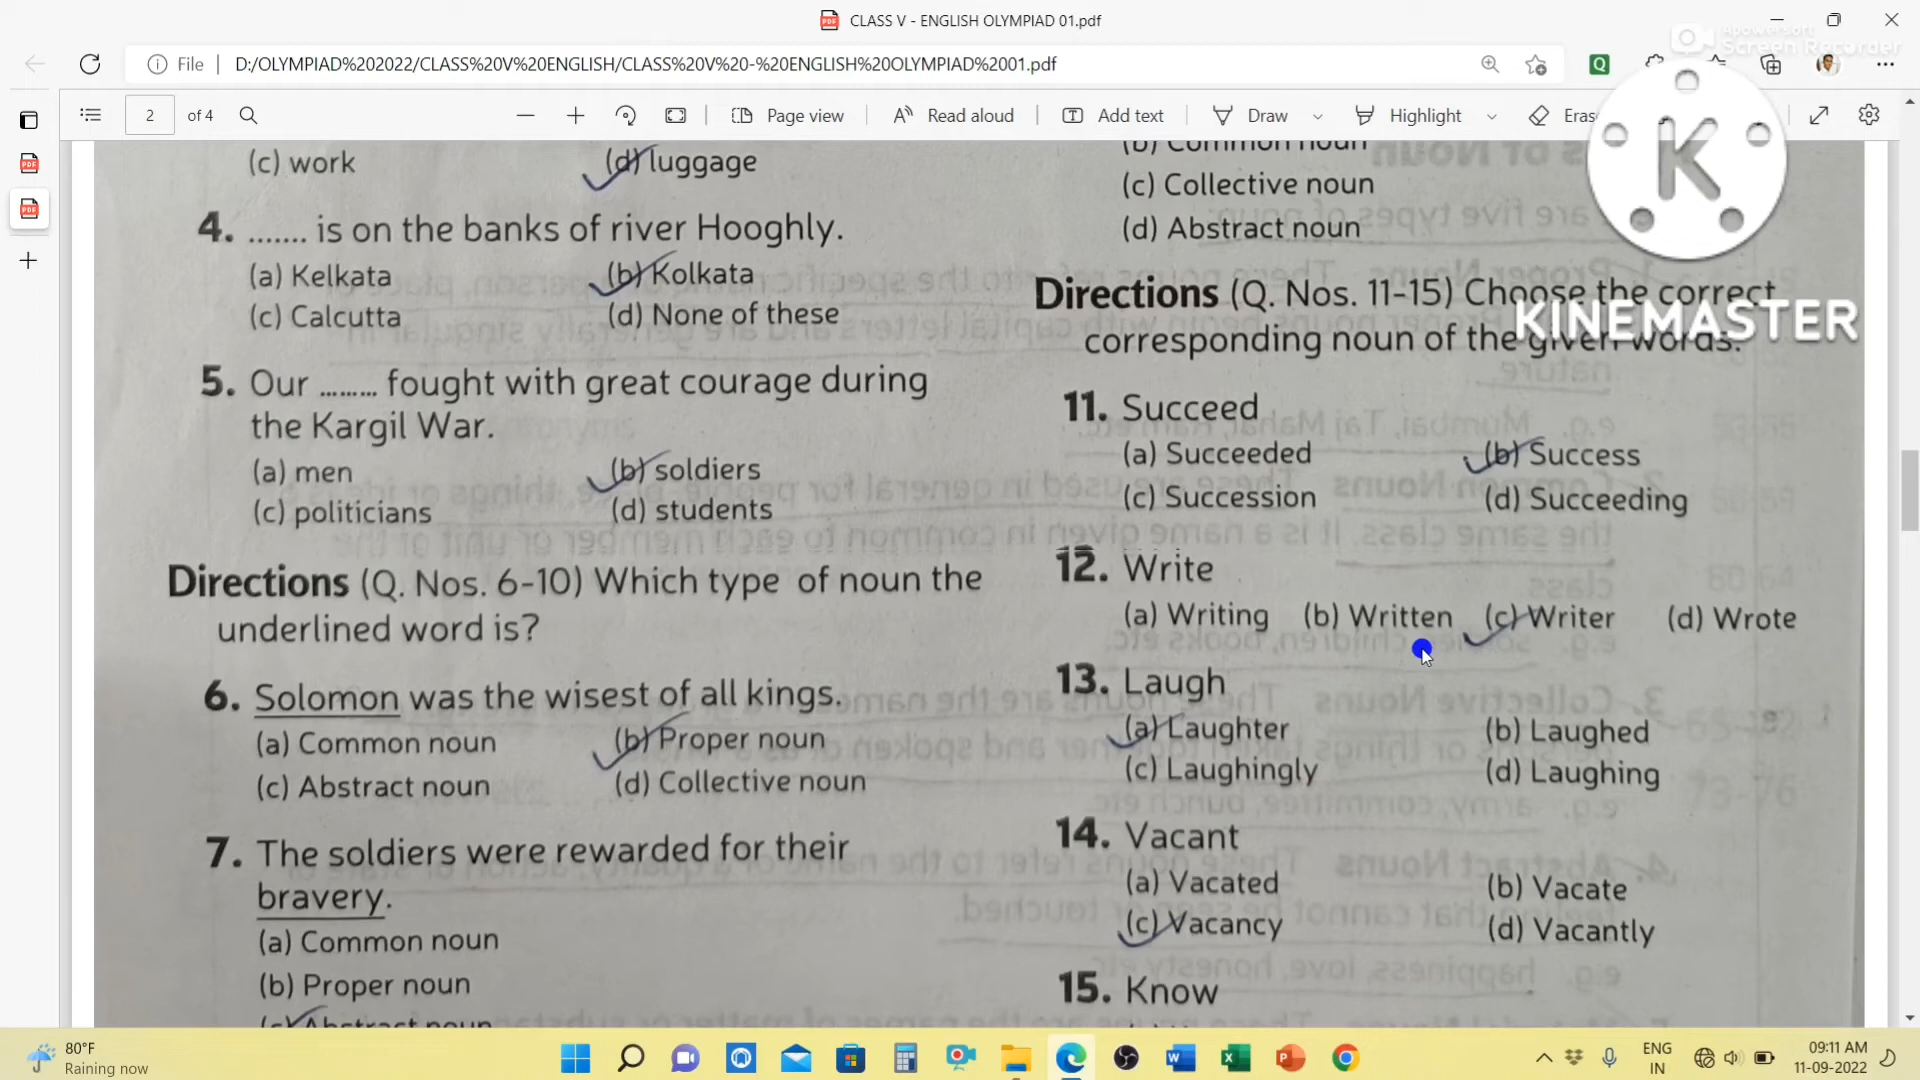 CLASS V - ENGLISH OLYMPIAD 01.pdf
Apowersoft
Screen Recorder
File
D:/OLYMPIAD%202022/CLASS%20V%20ENGLISH/CLASS%20V%20-%20ENGLISH%20OLYMPIAD%2001.pdf
2 of 4
Page view
Read aloud
Add text
Draw
Highlight
Eras
K
KINEMASTER
(c) work (d) luggage
4. ....... is on the banks of river Hooghly.
(a) Kelkata (b) Kolkata
(c) Calcutta (d) None of these
5. Our ......... fought with great courage during
the Kargil War.
(a) men (b) soldiers
(c) politicians (d) students
Directions (Q. Nos. 6-10) Which type of noun the
underlined word is?
6. Solomon was the wisest of all kings.
(a) Common noun (b) Proper noun
(c) Abstract noun (d) Collective noun
7. The soldiers were rewarded for their
bravery.
(a) Common noun
(b) Proper noun
(c) Abstract noun
(b) Common noun
(c) Collective noun
(d) Abstract noun
Directions (Q. Nos. 11-15) Choose the correct
corresponding noun of the given words.
11. Succeed
(a) Succeeded (b) Success
(c) Succession (d) Succeeding
12. Write
(a) Writing (b) Written (c) Writer (d) Wrote
13. Laugh
(a) Laughter (b) Laughed
(c) Laughingly (d) Laughing
14. Vacant
(a) Vacated (b) Vacate
(c) Vacancy (d) Vacantly
15. Know
80°F
Raining now
ENG
IN
09:11 AM
11-09-2022